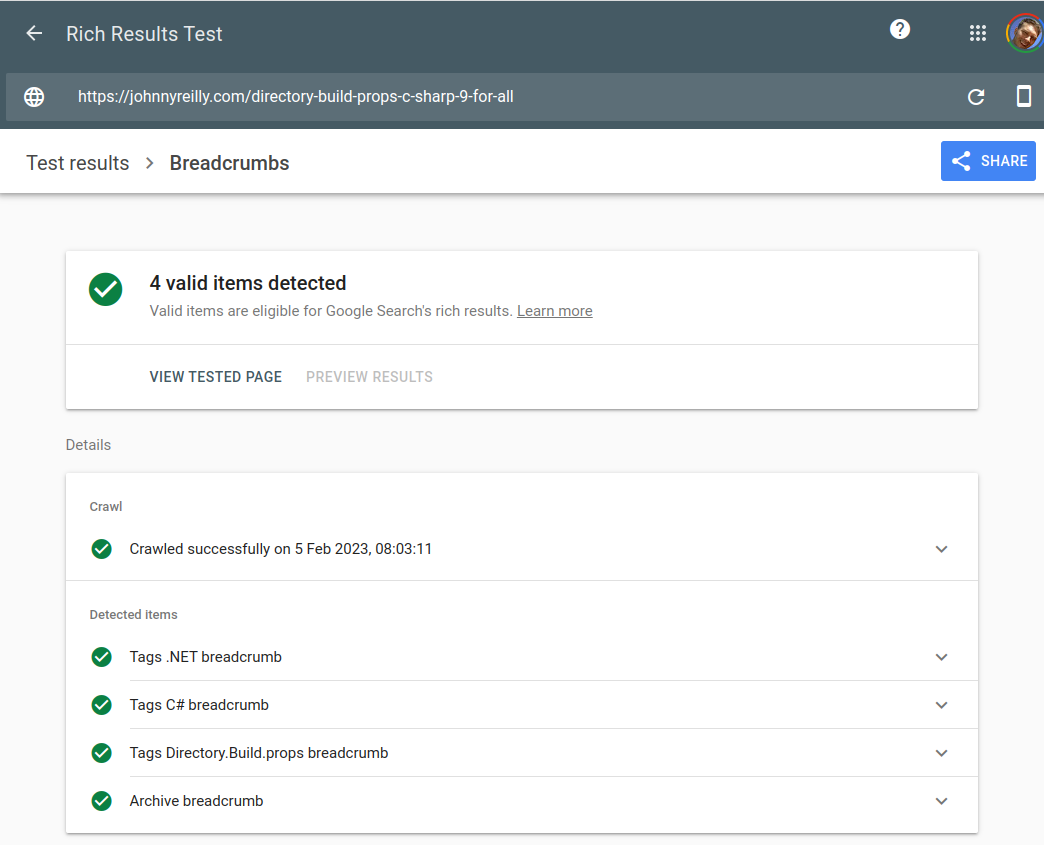 Rich Results Test
https://johnnyreilly.com/directory-build-props-c-sharp-9-for-all
Test results > Breadcrumbs
SHARE
4 valid items detected
Valid items are eligible for Google Search's rich results. Learn more
VIEW TESTED PAGE PREVIEW RESULTS
Details
Crawl
Crawled successfully on 5 Feb 2023, 08:03:11
Detected items
Tags .NET breadcrumb
Tags C# breadcrumb
Tags Directory.Build.props breadcrumb
Archive breadcrumb